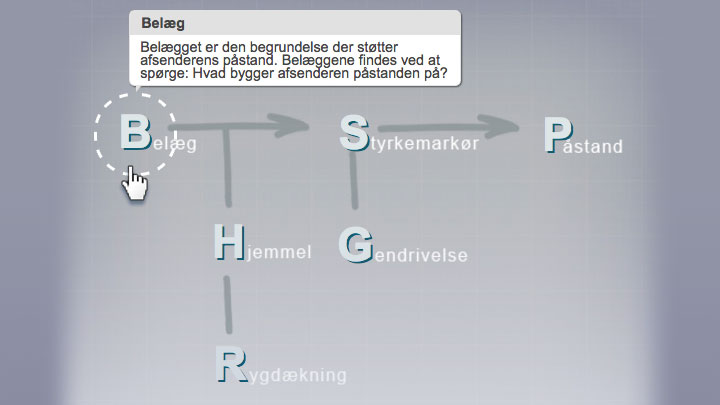 Belæg
Belægget er den begrundelse der støtter
afsenderens påstand. Belæggene findes ved at
spørge: Hvad bygger afsenderen påstanden på?
Belæg
Styrkemarkør
Påstand
Hjemmel
Gendrivelse
Rygdækning